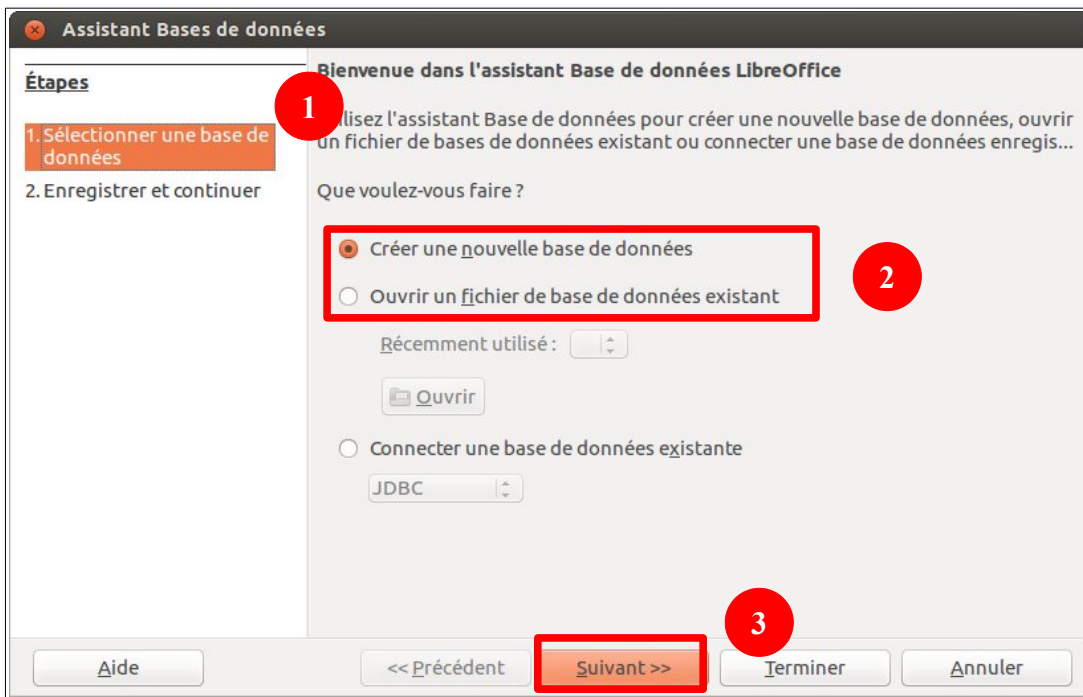 Assistant Bases de données
Étapes
1. Sélectionner une base de
données
2. Enregistrer et continuer
1
Bienvenue dans l'assistant Base de données LibreOffice
l'assistant Base de données pour créer une nouvelle base de données, ouvrir
un fichier de bases de données existant ou connecter une base de données enregis...
Que voulez-vous faire ?
Créer une nouvelle base de données
Ouvrir un fichier de base de données existant
2
Récemment utilisé :
Ouvrir
Connecter une base de données existante
JDBC
3
Aide
<< Précédent
Suivant >>
Terminer
Annuler